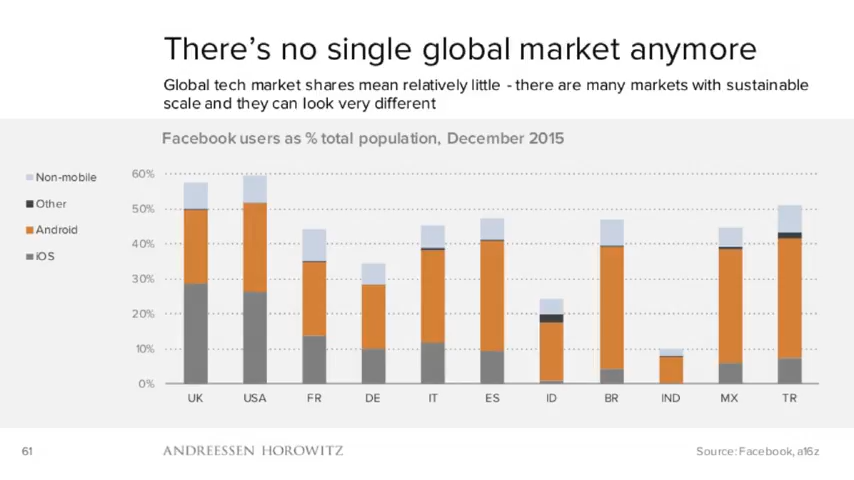 There's no single global market anymore
Global tech market shares mean relatively little - there are many markets with sustainable
scale and they can look very different
Facebook users as % total population, December 2015
Non-mobile
Other
Android
iOS
60%
50%
40%
30%
20%
10%
0%
UK USA FR DE IT ES ID BR IND MX TR
61 ANDREESSEN HOROWITZ Source: Facebook, a16z